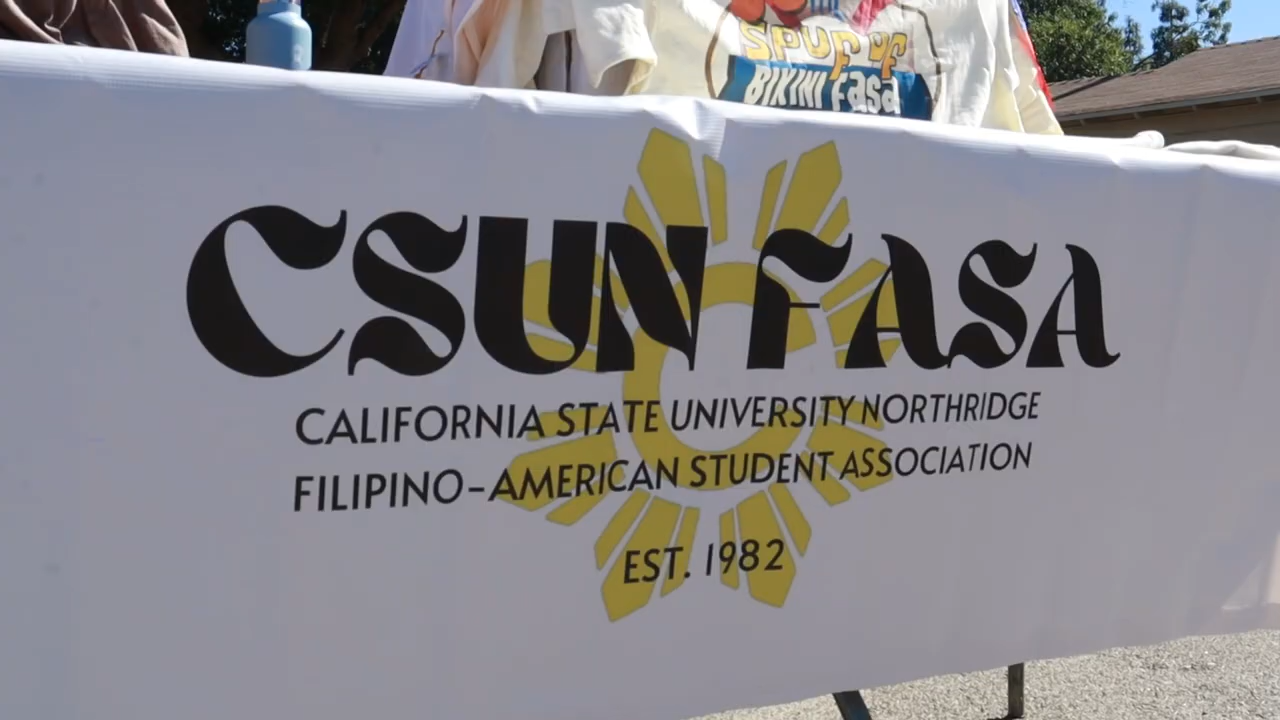 SPUF OF
BIKINI Fasa
CSUN FASA
CALIFORNIA STATE UNIVERSITY NORTHRIDGE
FILIPINO-AMERICAN STUDENT ASSOCIATION
EST. 1982